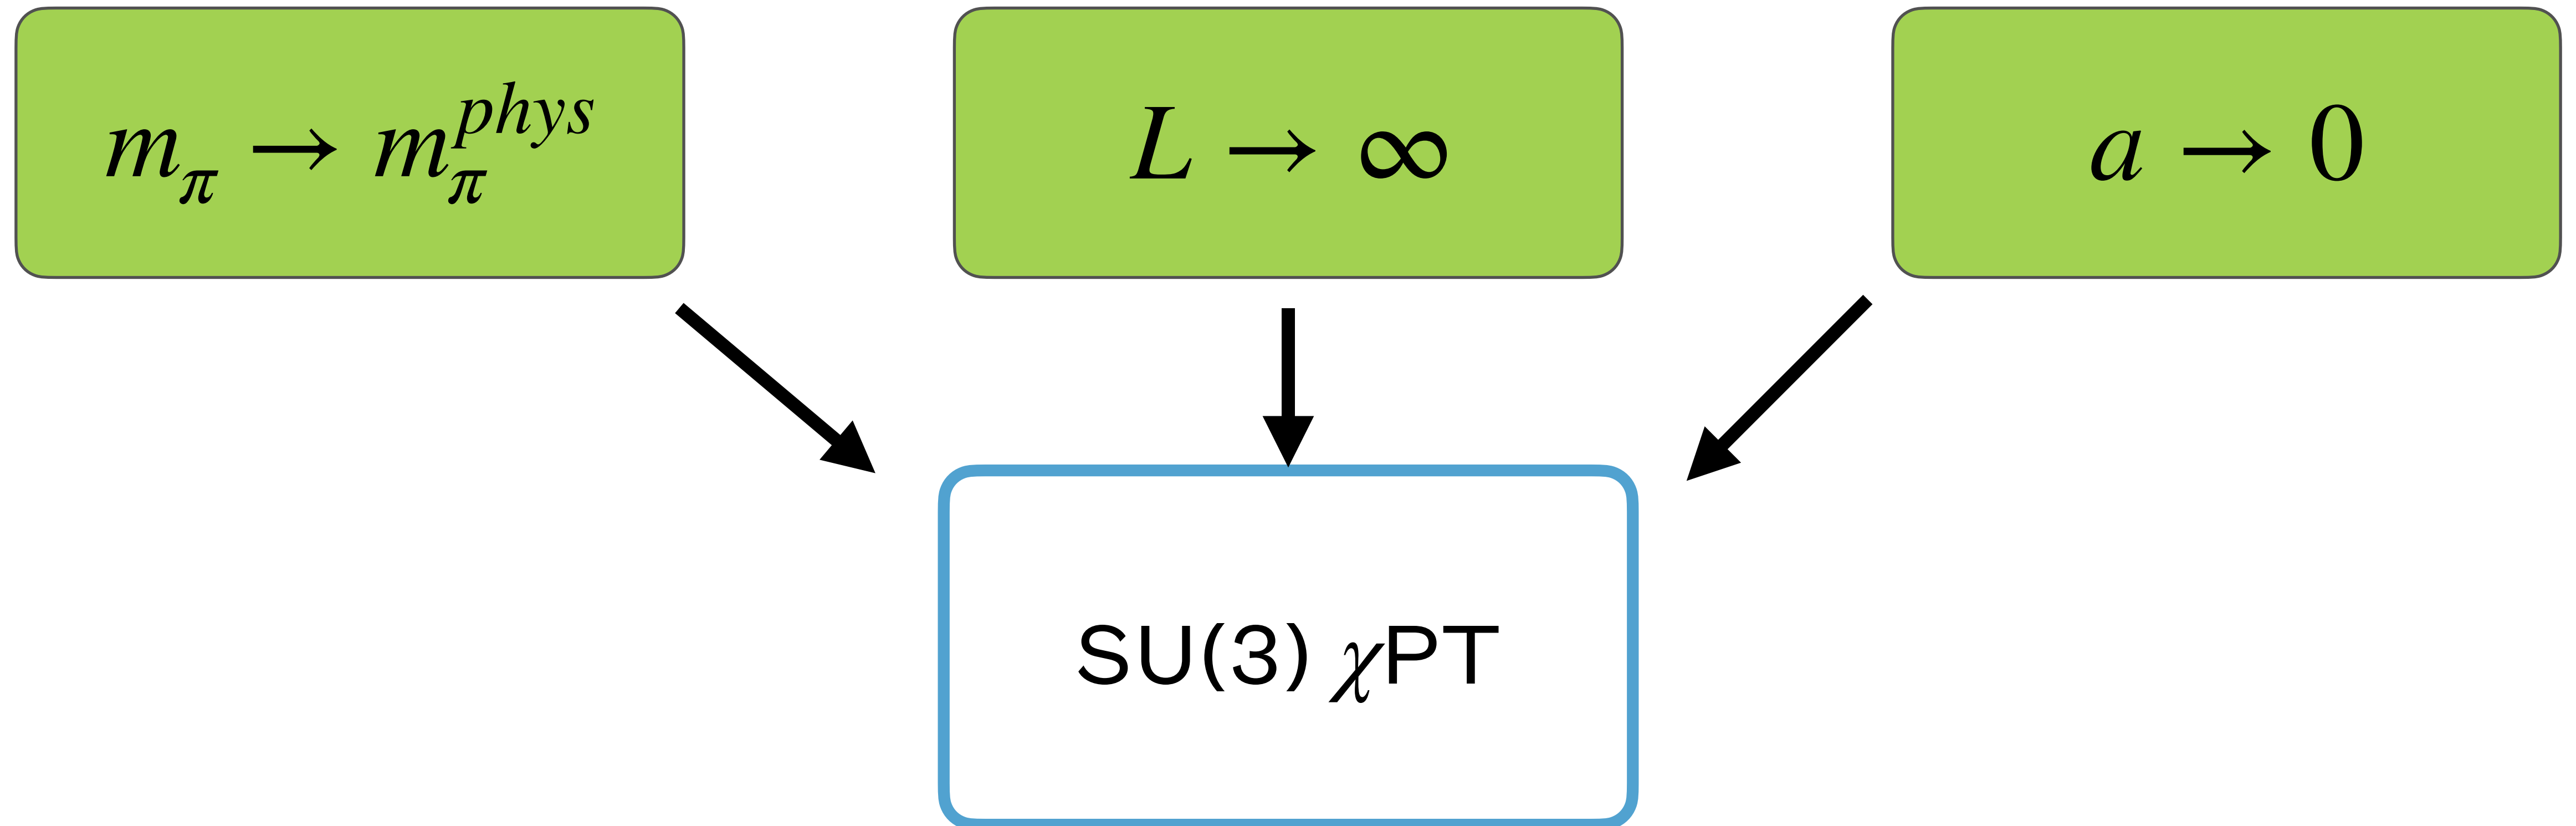 m_π → m_π^phys
L → ∞
a → 0
SU(3) χPT